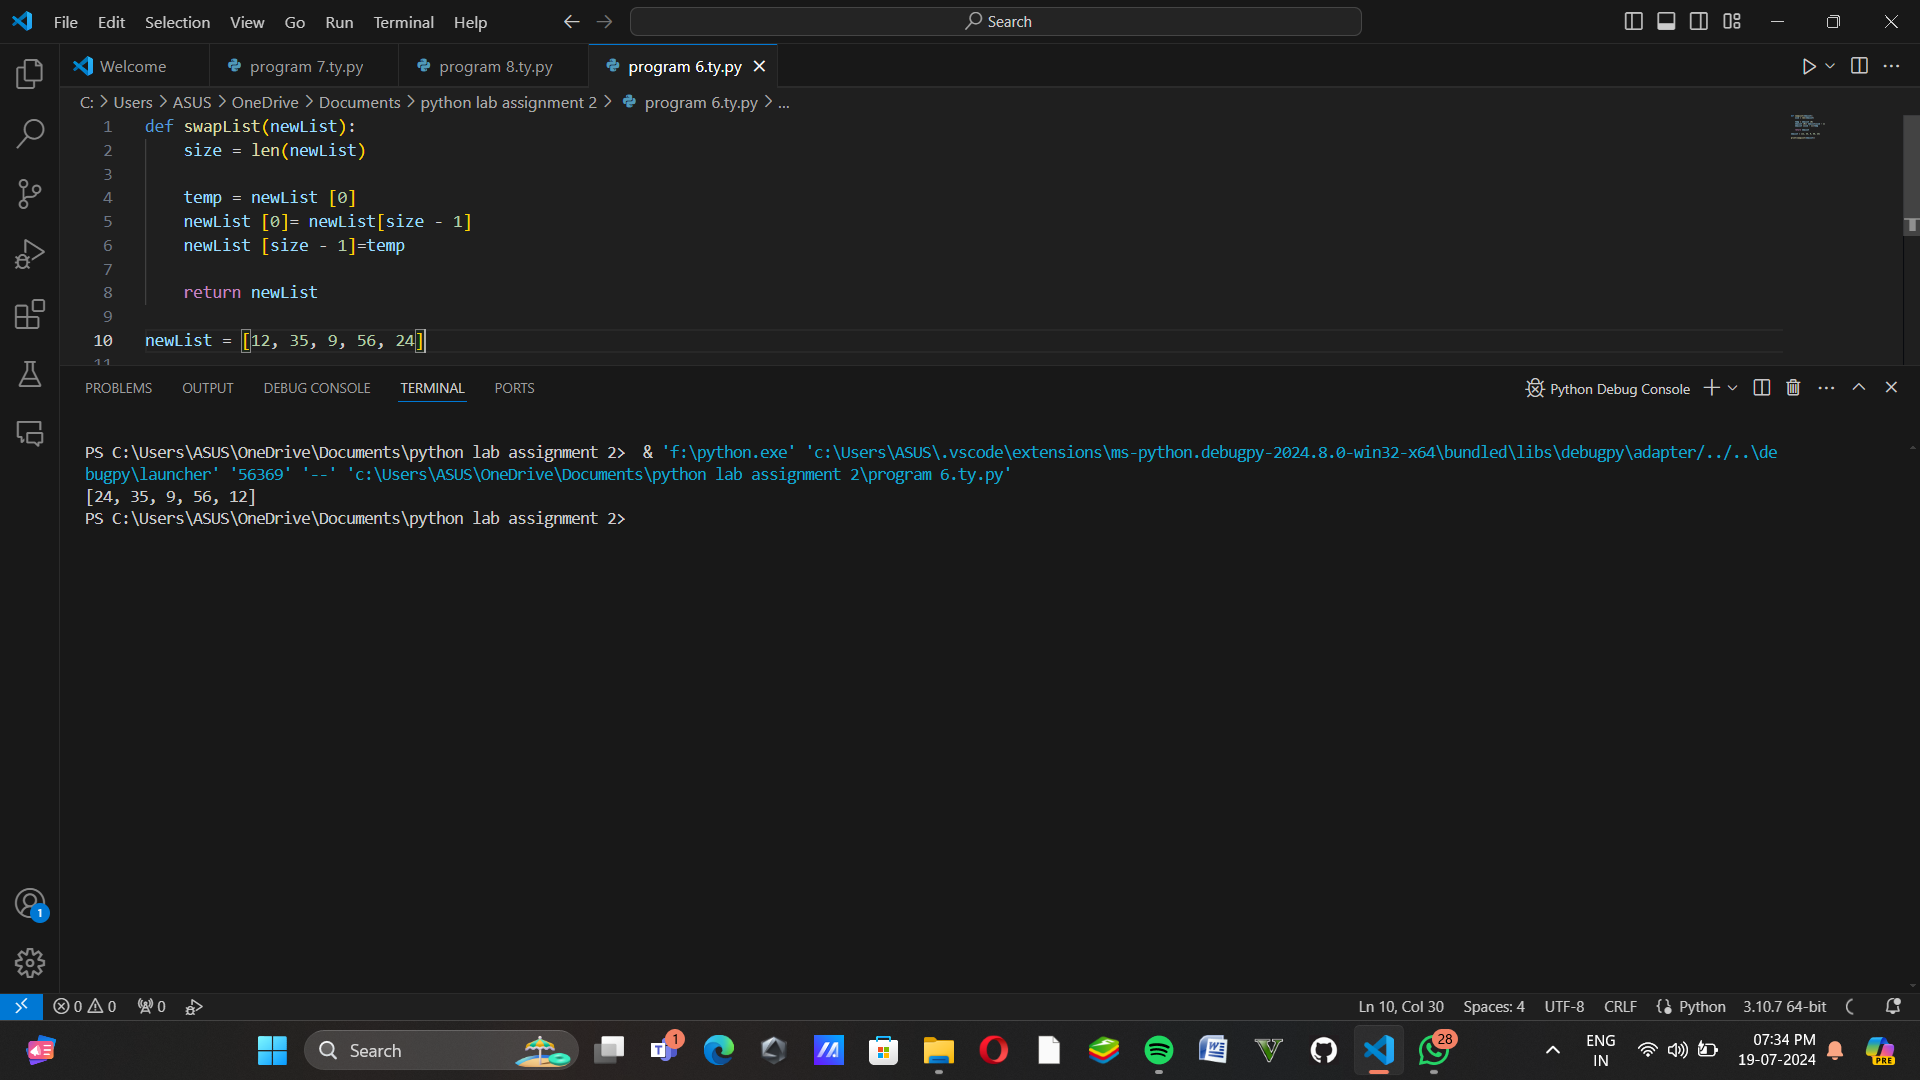 File Edit Selection View Go Run Terminal Help
Search
Welcome
program 7.ty.py
program 8.ty.py
program 6.ty.py
C: > Users > ASUS > OneDrive > Documents > python lab assignment 2 > program 6.ty.py > ...
1 def swapList(newList):
2 size = len(newList)
3
4 temp = newList [0]
5 newList [0]= newList[size - 1]
6 newList [size - 1]=temp
7
8 return newList
9
10 newList = [12, 35, 9, 56, 24]
11
PROBLEMS OUTPUT DEBUG CONSOLE TERMINAL PORTS
Python Debug Console
PS C:\Users\ASUS\OneDrive\Documents\python lab assignment 2> & 'f:\python.exe' 'c:\Users\ASUS\.vscode\extensions\ms-python.debugpy-2024.8.0-win32-x64\bundled\libs\debugpy\adapter/../..\de
bugpy\launcher' '56369' '--' 'c:\Users\ASUS\OneDrive\Documents\python lab assignment 2\program 6.ty.py'
[24, 35, 9, 56, 12]
PS C:\Users\ASUS\OneDrive\Documents\python lab assignment 2>
1
0 0 0
Ln 10, Col 30 Spaces: 4 UTF-8 CRLF Python 3.10.7 64-bit
Search
1
28
ENG
IN
07:34 PM
19-07-2024
PRE